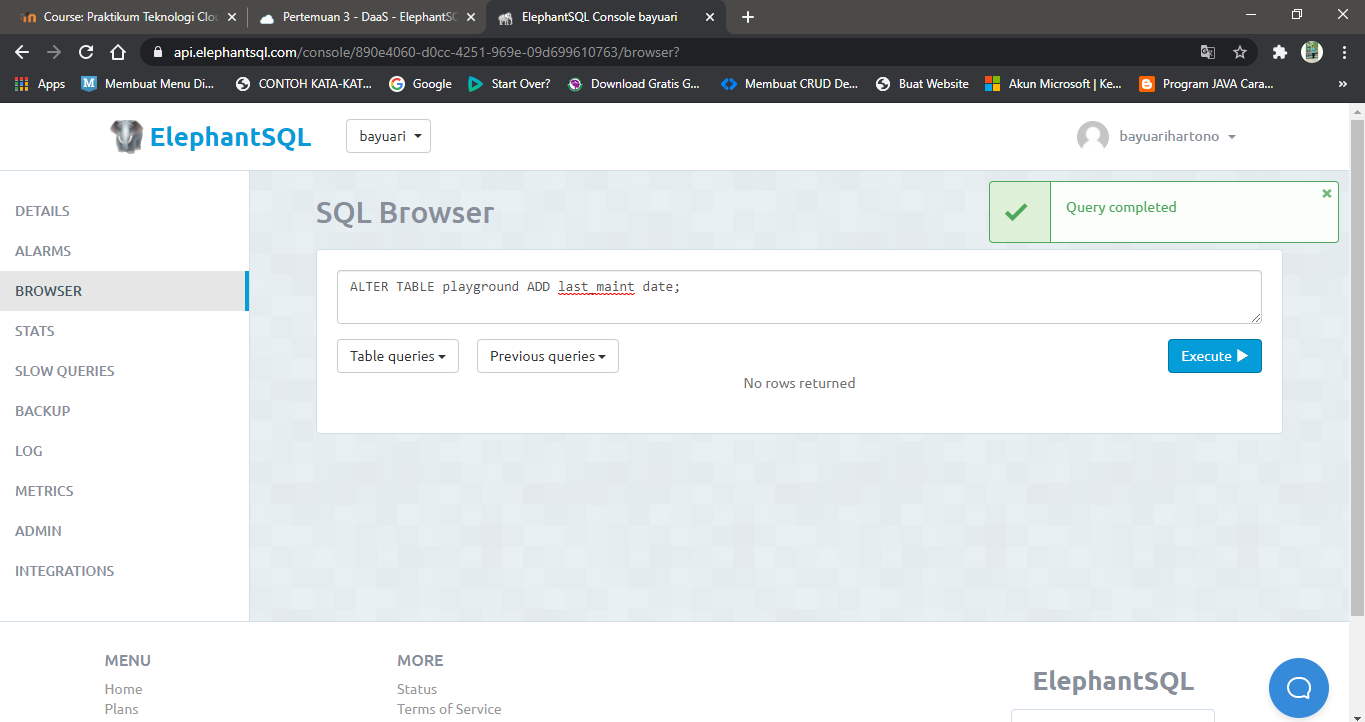 Course: Praktikum Teknologi Clou
Pertemuan 3 - DaaS - ElephantSQ
ElephantSQL Console bayuari
api.elephantsql.com/console/890e4060-d0cc-4251-969e-09d699610763/browser?
Apps
Membuat Menu Di...
CONTOH KATA-KAT...
Google
Start Over?
Download Gratis G...
Membuat CRUD De...
Buat Website
Akun Microsoft | Ke...
Program JAVA Cara...
»
ElephantSQL
bayuari
bayuarihartono
DETAILS
ALARMS
BROWSER
STATS
SLOW QUERIES
BACKUP
LOG
METRICS
ADMIN
INTEGRATIONS
SQL Browser
Query completed
ALTER TABLE playground ADD last_maint date;
Table queries
Previous queries
Execute
No rows returned
MENU
Home
Plans
MORE
Status
Terms of Service
ElephantSQL